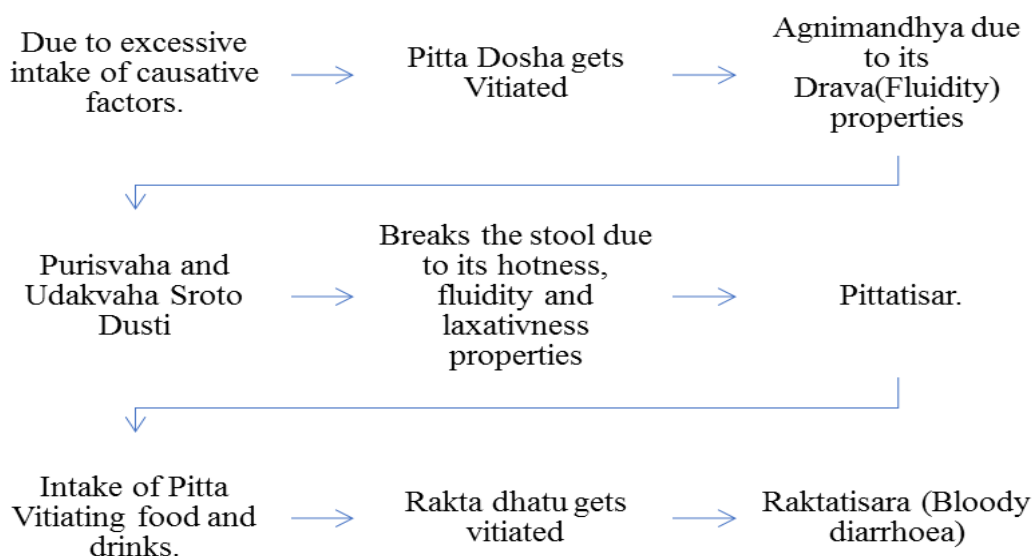 Due to excessive
intake of causative
factors.
Pitta Dosha gets
Vitiated
Agnimandhya due
to its
Drava(Fluidity)
properties
Purisvaha and
Udakvaha Sroto
Dusti
Breaks the stool due
to its hotness,
fluidity and
laxativness
properties
Pittatisar.
Intake of Pitta
Vitiating food and
drinks.
Rakta dhatu gets
vitiated
Raktatisara (Bloody
diarrhoea)